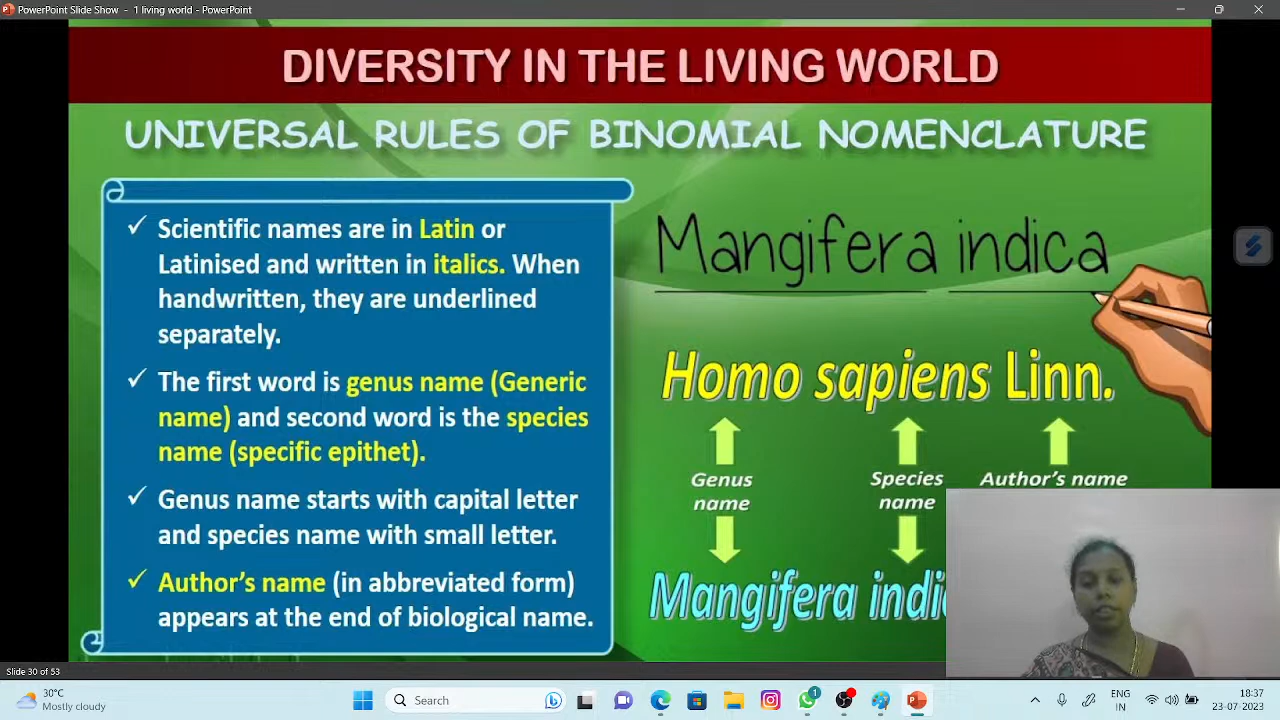 PowerPoint Slide Show - 1 living world - PowerPoint
DIVERSITY IN THE LIVING WORLD
UNIVERSAL RULES OF BINOMIAL NOMENCLATURE
✓ Scientific names are in Latin or
Latinised and written in italics. When
handwritten, they are underlined
separately.
✓ The first word is genus name (Generic
name) and second word is the species
name (specific epithet).
✓ Genus name starts with capital letter
and species name with small letter.
✓ Author's name (in abbreviated form)
appears at the end of biological name.
Mangifera indica
Homo sapiens Linn.
Genus
name
Species
name
Author's name
Mangifera indi
Slide 30 of 53
30°C
Mostly cloudy
Search
1
ENG
IN
18:37
23-07-2023